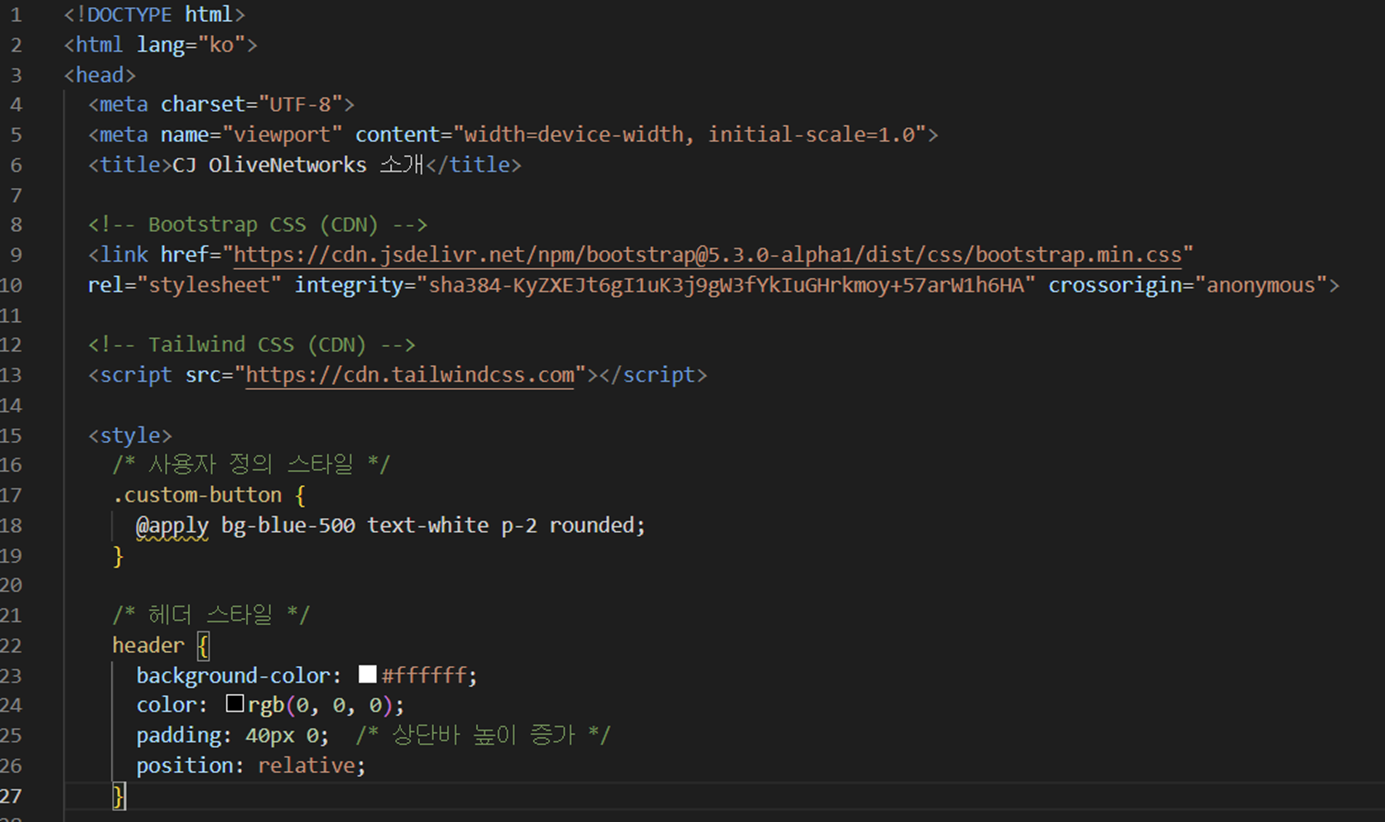 1 <!DOCTYPE html>
2 <html lang="ko">
3 <head>
4 <meta charset="UTF-8">
5 <meta name="viewport" content="width=device-width, initial-scale=1.0">
6 <title>CJ OliveNetworks 소개</title>
7
8 <!-- Bootstrap CSS (CDN) -->
9 <link href="https://cdn.jsdelivr.net/npm/bootstrap@5.3.0-alpha1/dist/css/bootstrap.min.css"
10 rel="stylesheet" integrity="sha384-KyZXEJt6gI1uK3j9gW3fYkIuGHrkmoy+57arW1h6HA" crossorigin="anonymous">
11
12 <!-- Tailwind CSS (CDN) -->
13 <script src="https://cdn.tailwindcss.com"></script>
14
15 <style>
16 /* 사용자 정의 스타일 */
17 .custom-button {
18 @apply bg-blue-500 text-white p-2 rounded;
19 }
20
21 /* 헤더 스타일 */
22 header {
23 background-color: #ffffff;
24 color: rgb(0, 0, 0);
25 padding: 40px 0; /* 상단바 높이 증가 */
26 position: relative;
27 }